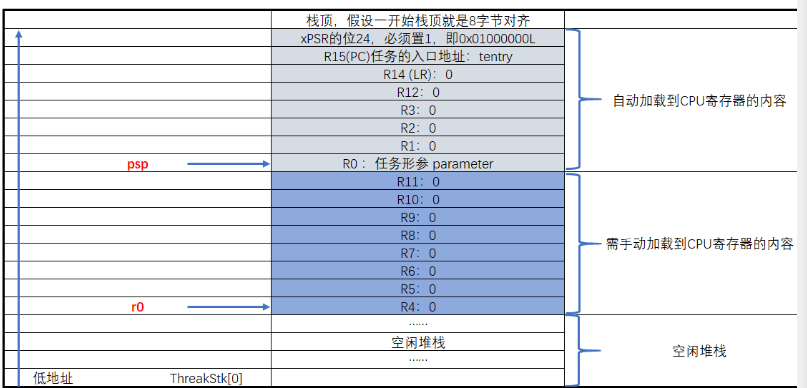 栈顶，假设一开始栈顶就是8字节对齐
xPSR的位24，必须置1，即0x01000000L
R15(PC)任务的入口地址：tentry
R14 (LR)：0
R12：0
R3：0
R2：0
R1：0
自动加载到CPU寄存器的内容
psp
R0：任务形参 parameter
R11：0
R10：0
R9：0
R8：0
R7：0
R6：0
R5：0
需手动加载到CPU寄存器的内容
r0
R4：0
......
空闲堆栈
......
空闲堆栈
低地址
ThreakStk[0]